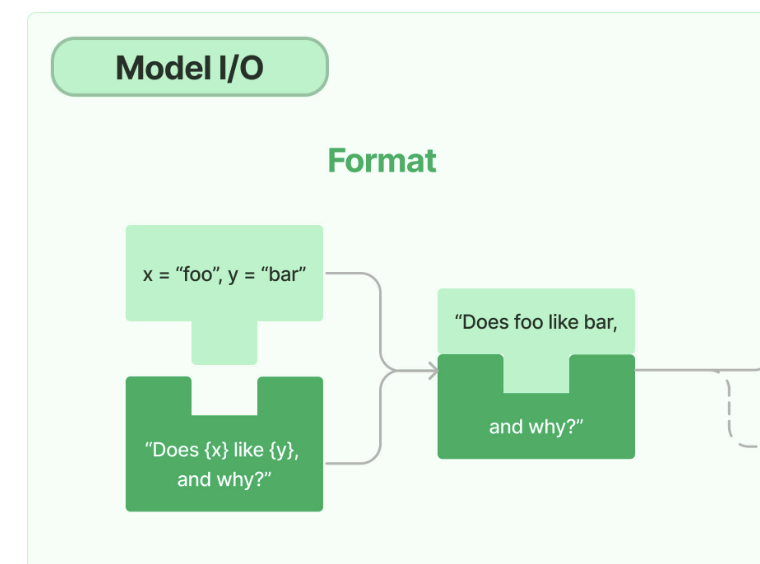 Model I/O
Format
x = “foo”, y = “bar”
“Does {x} like {y},
and why?”
“Does foo like bar,
and why?”